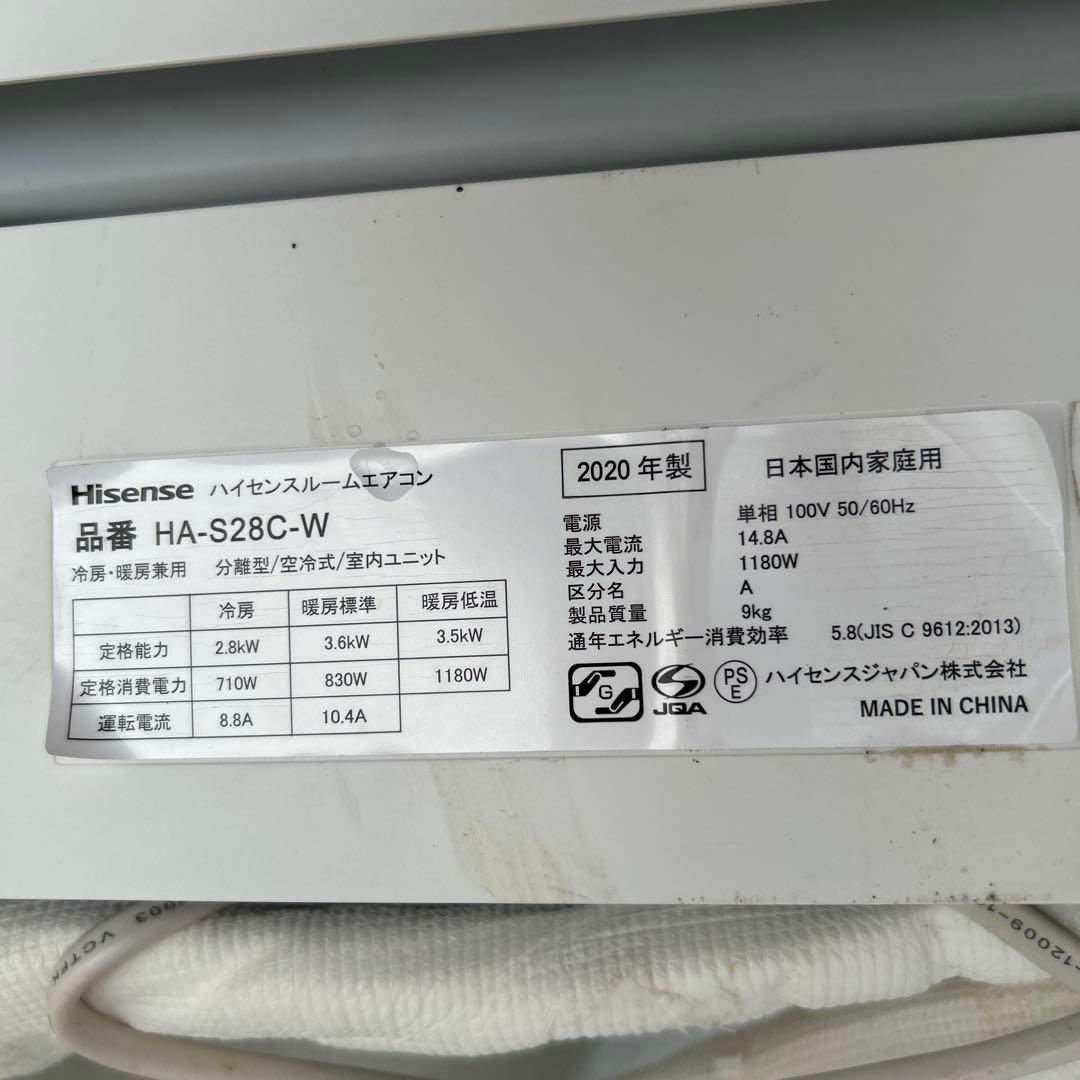 Hisense ハイセンスルームエアコン
品番 HA-S28C-W
冷房・暖房兼用 分離型/空冷式/室内ユニット
冷房 暖房標準 暖房低温
定格能力 2.8kW 3.6kW 3.5kW
定格消費電力 710W 830W 1180W
運転電流 8.8A 10.4A
2020年製 日本国内家庭用
電源 単相 100V 50/60Hz
最大電流 14.8A
最大入力 1180W
区分名 A
製品質量 9kg
通年エネルギー消費効率 5.8(JIS C 9612:2013)
G JQA PS E ハイセンスジャパン株式会社
MADE IN CHINA
003 VCTFK
-12009-1